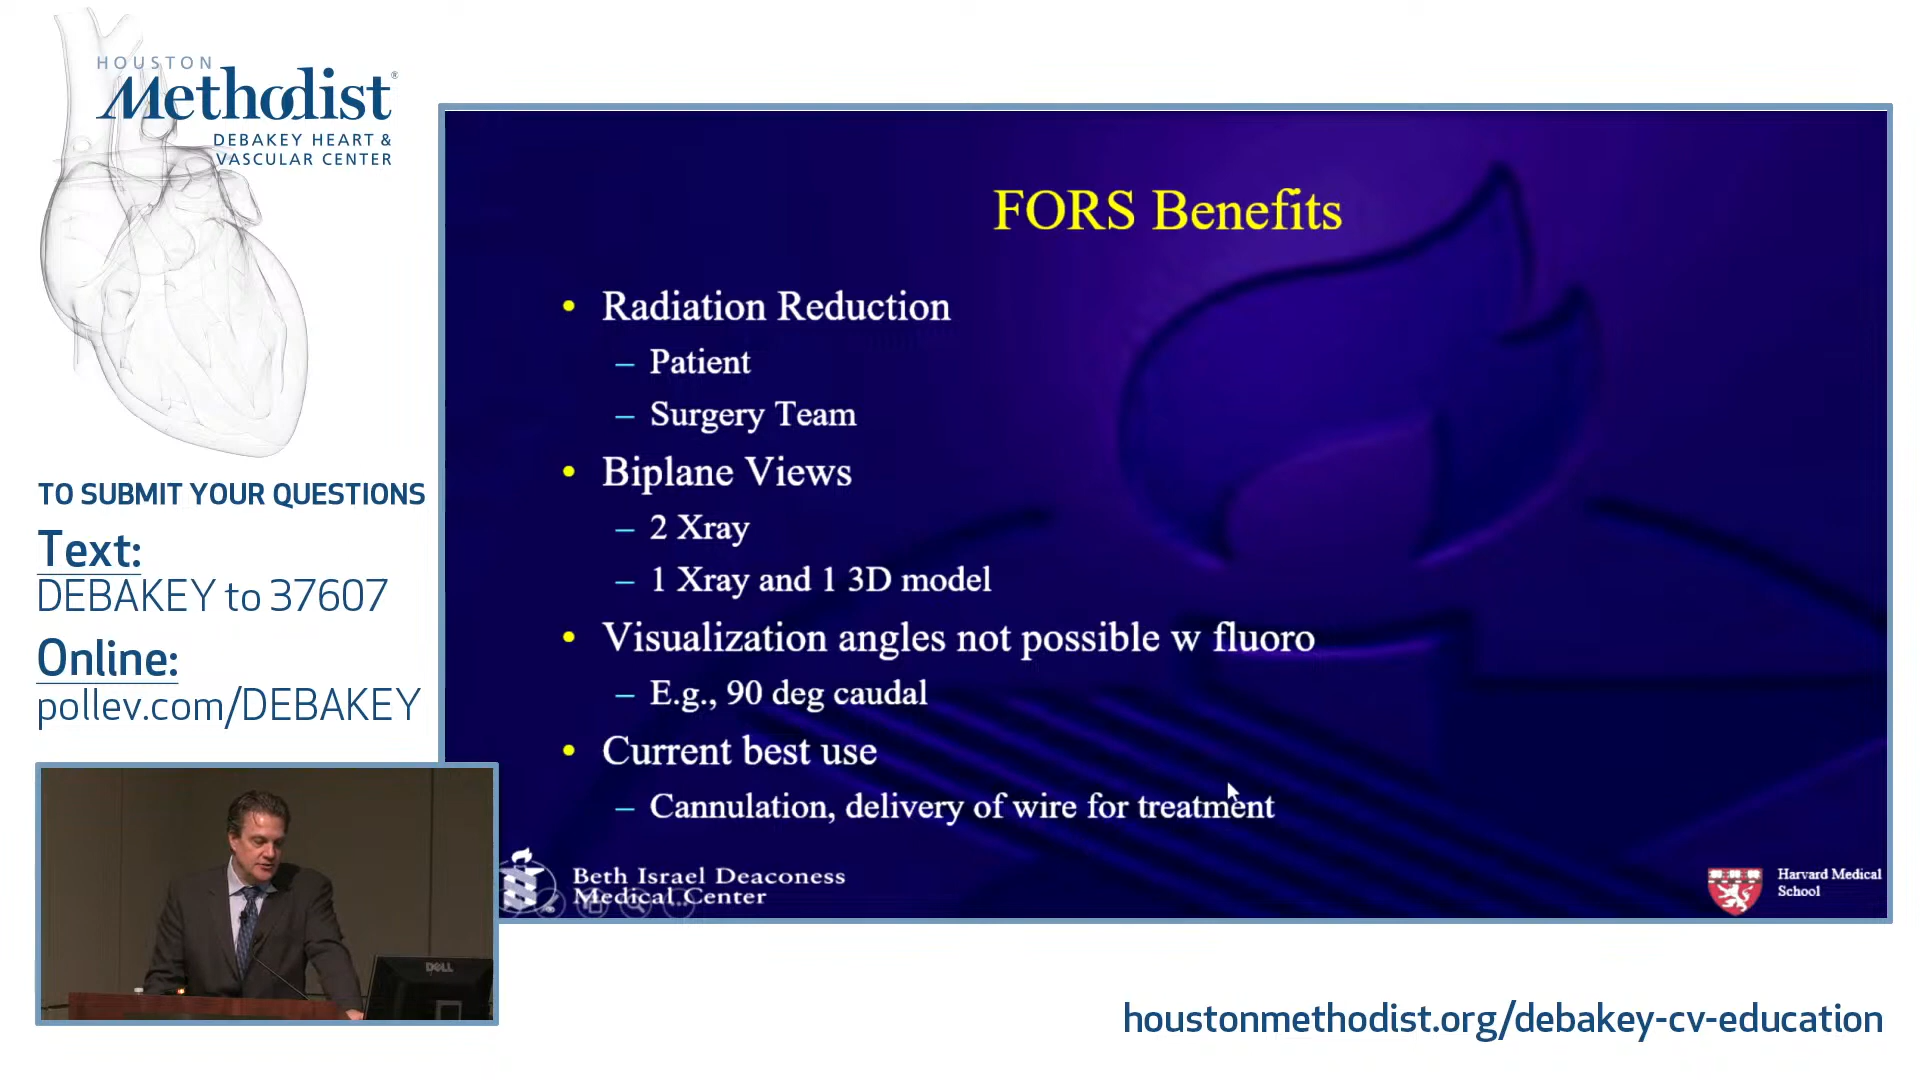 HOUSTON
Methodist®
DEBAKEY HEART &
VASCULAR CENTER
TO SUBMIT YOUR QUESTIONS
Text:
DEBAKEY to 37607
Online:
pollev.com/DEBAKEY
FORS Benefits
• Radiation Reduction
– Patient
– Surgery Team
• Biplane Views
– 2 Xray
– 1 Xray and 1 3D model
• Visualization angles not possible w fluoro
– E.g., 90 deg caudal
• Current best use
– Cannulation, delivery of wire for treatment
Beth Israel Deaconess
Medical Center
Harvard Medical
School
DELL
houstonmethodist.org/debakey-cv-education